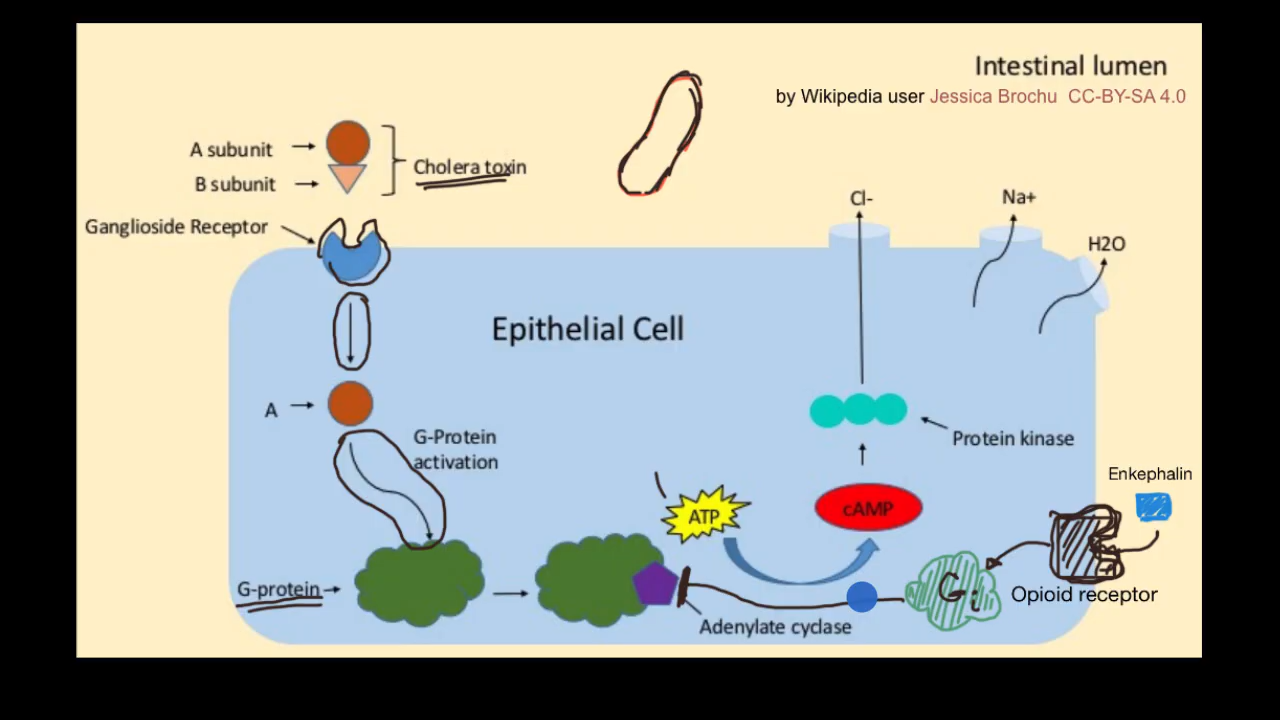 Intestinal lumen
by Wikipedia user Jessica Brochu CC-BY-SA 4.0
A subunit
B subunit
Cholera toxin
Ganglioside Receptor
Cl-
Na+
H2O
Epithelial Cell
A
G-Protein
activation
Protein kinase
Enkephalin
ATP
cAMP
G-protein
Gi
Opioid receptor
Adenylate cyclase